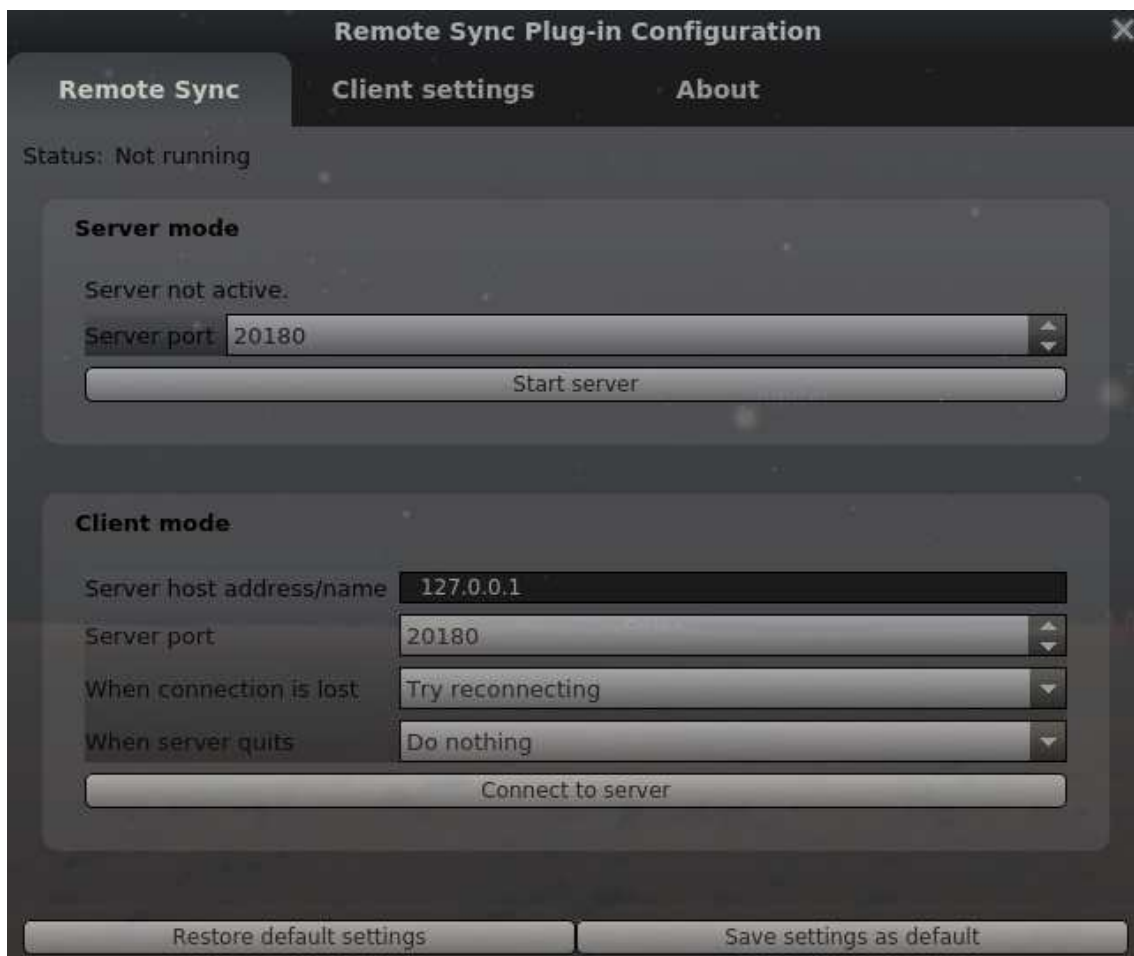 Remote Sync Plug-in Configuration
Remote Sync Client settings About
Status: Not running
Server mode
Server not active.
Server port 20180
Start server
Client mode
Server host address/name 127.0.0.1
Server port 20180
When connection is lost Try reconnecting
When server quits Do nothing
Connect to server
Restore default settings Save settings as default